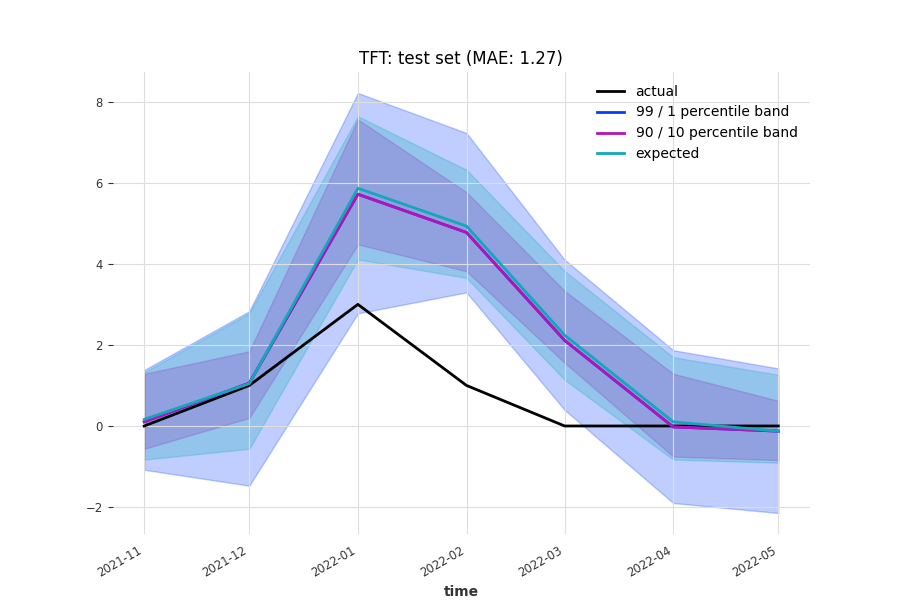 TFT: test set (MAE: 1.27)
actual
99 / 1 percentile band
90 / 10 percentile band
expected
8
6
4
2
0
−2
2021-11
2021-12
2022-01
2022-02
2022-03
2022-04
2022-05
time